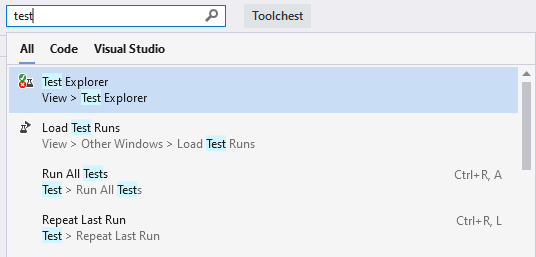 test
Toolchest
All Code Visual Studio
Test Explorer
View > Test Explorer
Load Test Runs
View > Other Windows > Load Test Runs
Run All Tests Ctrl+R, A
Test > Run All Tests
Repeat Last Run Ctrl+R, L
Test > Repeat Last Run